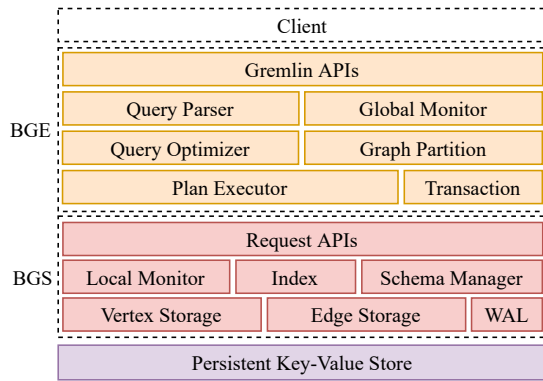 Client
BGE
Gremlin APIs
Query Parser
Global Monitor
Query Optimizer
Graph Partition
Plan Executor
Transaction
BGS
Request APIs
Local Monitor
Index
Schema Manager
Vertex Storage
Edge Storage
WAL
Persistent Key-Value Store